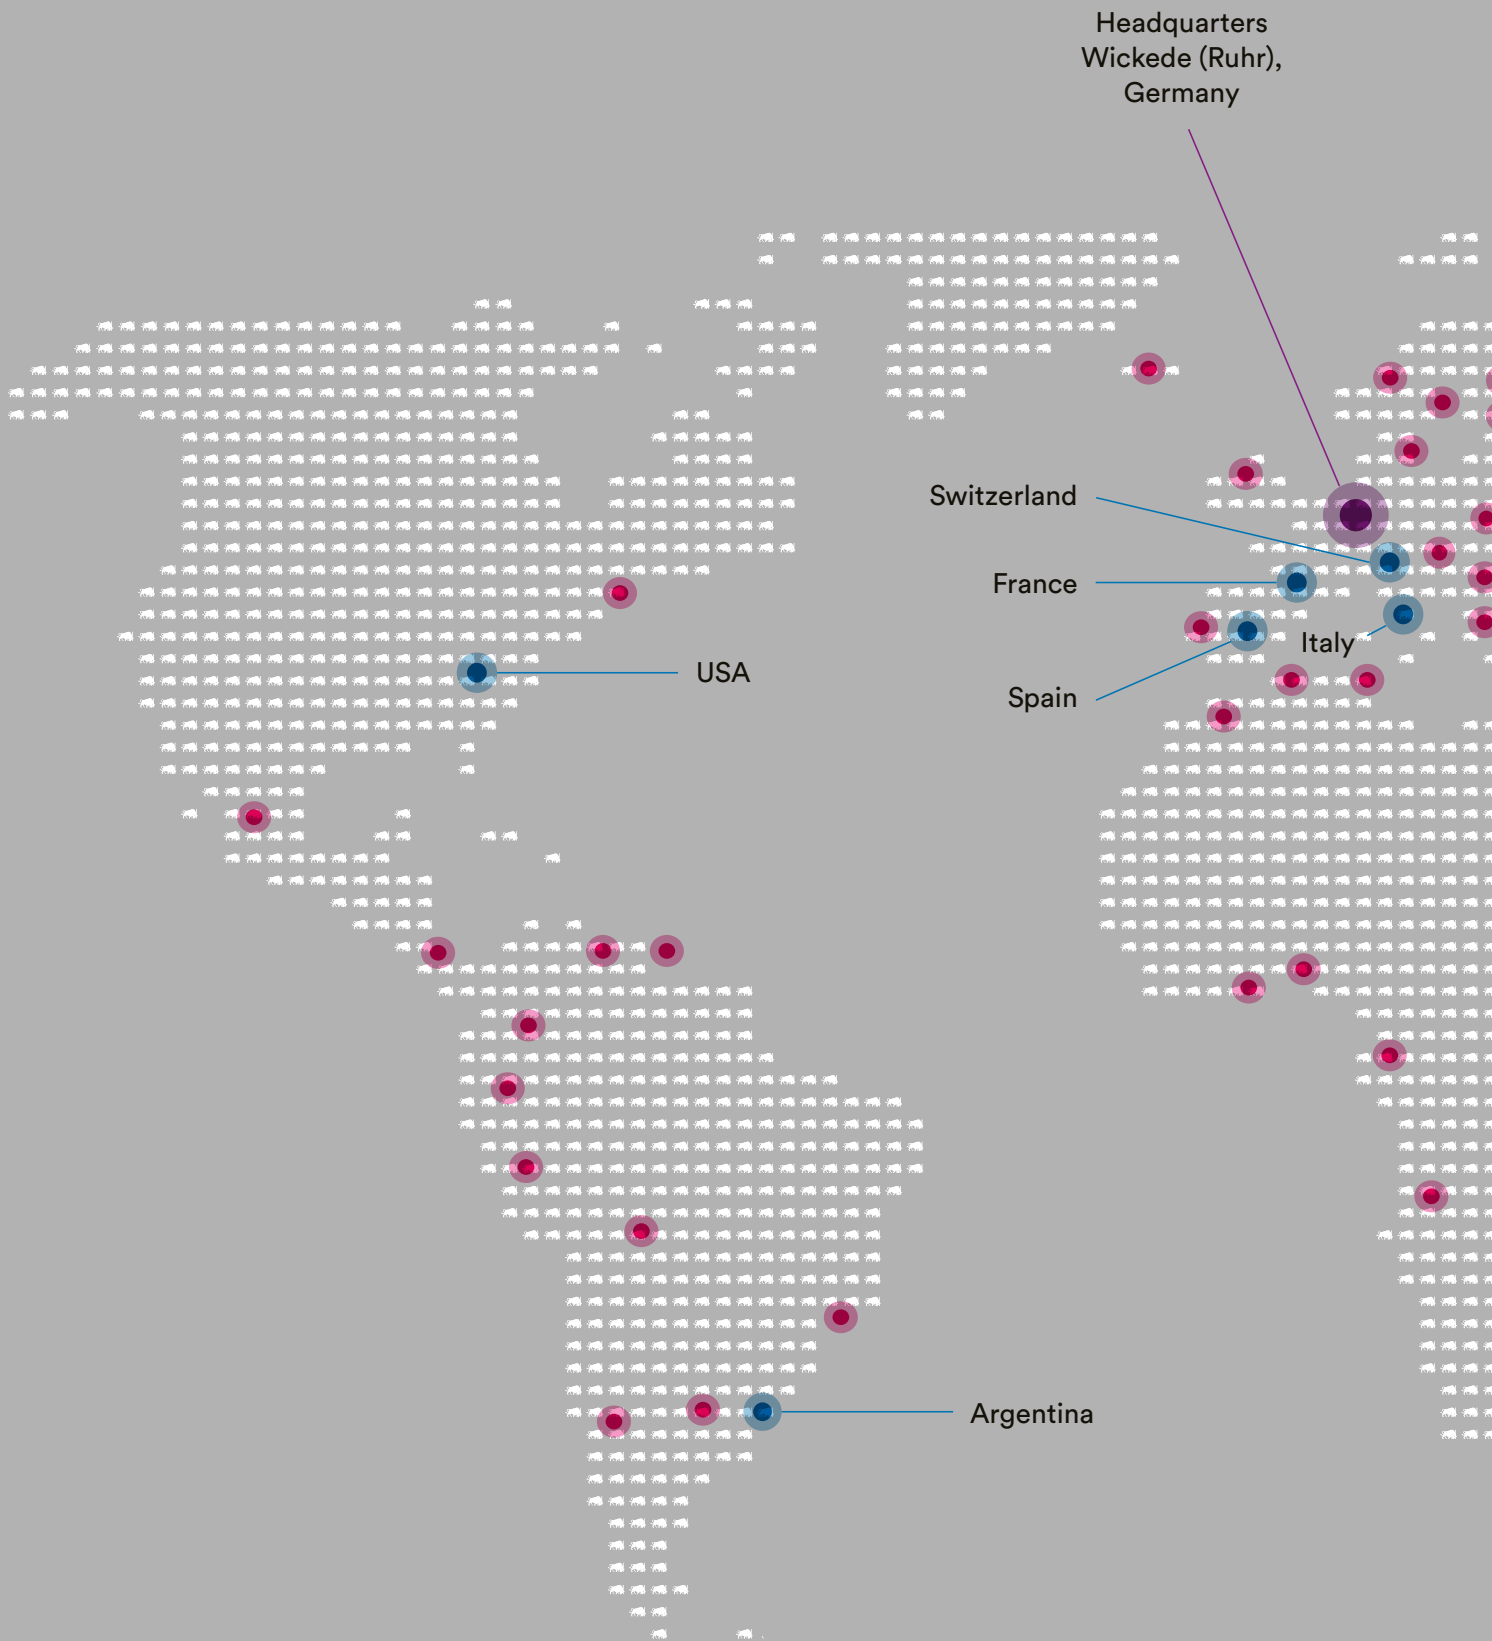 Headquarters
Wickede (Ruhr),
Germany
Switzerland
France
Italy
USA
Spain
Argentina